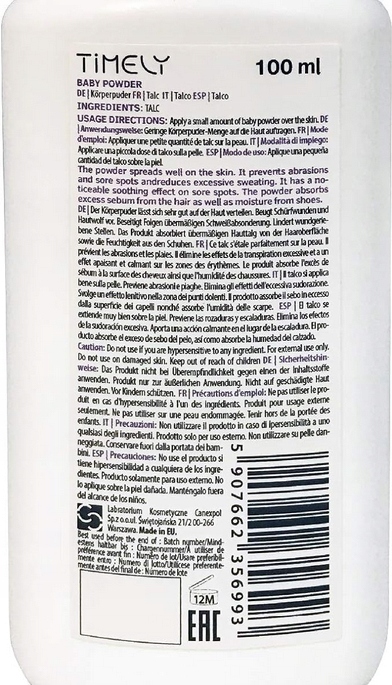 TiMELY
100 ml
BABY POWDER
DE | Körperpuder FR | Talc IT | Talco ESP | Talco
INGREDIENTS: TALC
USAGE DIRECTIONS: Apply a small amount of baby powder over the skin. DE
| Anwendungsweise: Geringe Körperpuder-Menge auf die Haut auftragen. FR | Mode
d'emploi: Appliquer une petite quantité de talc sur la peau. IT | Modalità di impiego:
Applicare una piccola dose di talco sulla pelle. ESP | Modo de uso: Aplique una pequeña
cantidad del talco sobre la piel.
The powder spreads well on the skin. It prevents abrasions
and sore spots andreduces excessive sweating. It has a no-
ticeable soothing effect on sore spots. The powder absorbs
excess sebum from the hair as well as moisture from shoes.
DE | Der Körperpuder lässt sich sehr gut auf der Haut verteilen. Beugt Schürfwunden und
Hautwolf vor. Beseitigt Folgen übermäßigen Schweißabsonderung. Lindert wundgerie-
bene Stellen. Das Produkt absorbiert übermäßigen Hauttalg von der Haaroberfläche
sowie die Feuchtigkeit aus den Schuhen. FR | Ce talc s'étale parfaitement sur la peau. Il
prévient les abrasions et les plaies. Il élimine les effets de la transpiration excessive et a un
effet apaisant et calmant sur les zones des érythèmes. Le produit absorbe l'excès de
sébum à la surface des cheveux ainsi que l'humidité des chaussures. IT | Il talco si applica
bene sulla pelle. Previene abrasioni e piaghe. Elimina gli effetti dell'eccessiva sudorazione.
Svolge un effetto lenitivo nella zona dei punti dolenti. Il prodotto assorbe il sebo in eccesso
dalla superficie dei capelli nonché assorbe l'umidità delle scarpe. ESP | El talco se
extiende muy bien sobre la piel. Previene las rozaduras y escaladuras. Elimina los efectos
de la sudoración excesiva. Aporta una acción calmante en el lugar de la escaladura. El pro-
ducto absorbe el exceso de sebo del pelo, así como absorbe la humedad del calzado.
Caution: Do not use if you are hypersensitive to any ingredient. For external use only.
Do not use on damaged skin. Keep out of reach of children DE | Sicherheitshin-
weise: Das Produkt nicht bei Überempfindlichkeit gegen einen der Inhaltsstoffe
anwenden. Produkt nur zur äußerlichen Anwendung. Nicht auf geschädigte Haut
anwenden. Vor Kindern schützen. FR | Précautions d'emploi: Ne pas utiliser le pro-
duit en cas d'hypersensibilité à l'un des ingrédients. Produit pour usage externe
seulement. Ne pas utiliser sur une peau endommagée. Tenir hors de la portée des
enfants. IT | Precauzioni: Non utilizzare il prodotto in caso di ipersensibilità a uno
qualsiasi degli ingredienti. Prodotto solo per uso esterno. Non utilizzare su pelle dan-
neggiata. Conservare fuori dalla portata dei bam-
bini. ESP | Precauciones: No use el producto si
tiene hipersensibilidad a cualquiera de los ingre-
dientes. Producto solamente para uso externo. No
lo aplique sobre la piel dañada. Manténgalo fuera
del alcance de los niños.
Labratorium Kosmetyczne Canexpol
Sp.z o.o.ul. Świętojańska 21/2 00-266
Warszawa. Made in EU.
Best used before the end of : Batch number/Mind-
estens haltbar bis : Chargennummer/À utiliser de
préférence avant fin : Numéro de lot/Usare preferibil-
mente entro : Numero di lotto/Utilícese preferente-
mente antes del final de : Número de lote
12M
EAC
5 907662 356993